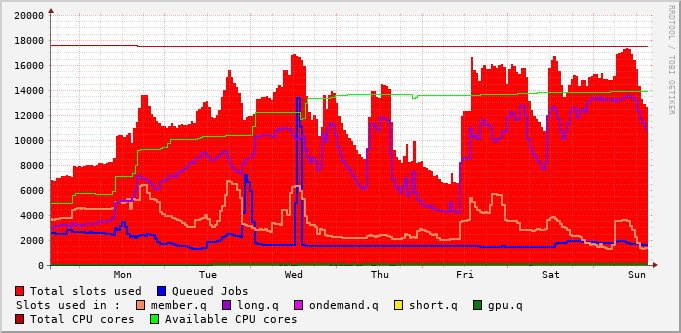 20000
18000
16000
14000
12000
10000
8000
6000
4000
2000
0
Mon Tue Wed Thu Fri Sat Sun
RRDTOOL / TOBI OETIKER
Total slots used Queued Jobs
Slots used in : member.q long.q ondemand.q short.q gpu.q
Total CPU cores Available CPU cores